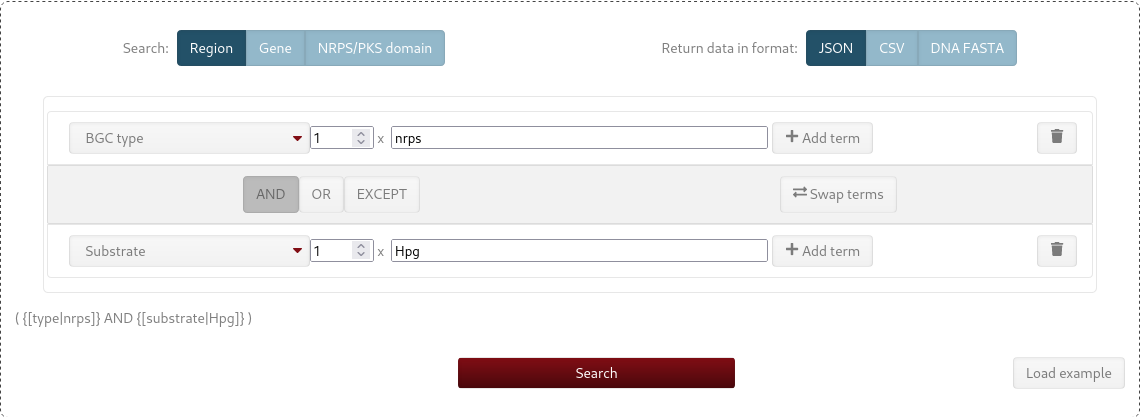 Search: Region Gene NRPS/PKS domain Return data in format: JSON CSV DNA FASTA
BGC type 1 x nrps + Add term
AND OR EXCEPT Swap terms
Substrate 1 x Hpg + Add term
( {[type|nrps]} AND {[substrate|Hpg]} )
Search Load example